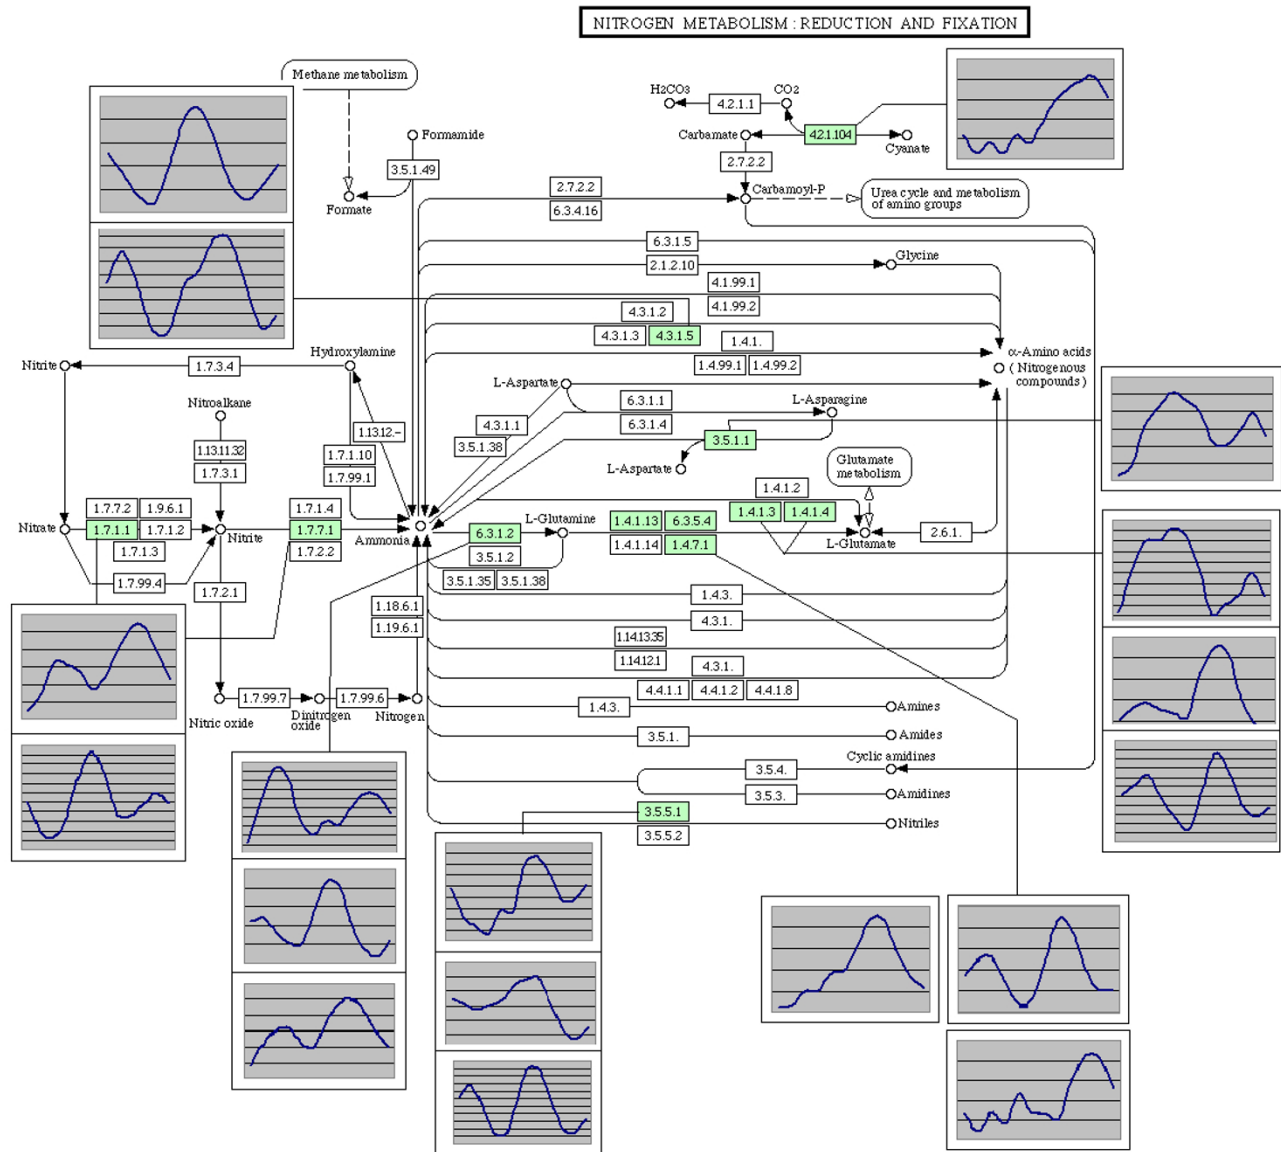 NITROGEN METABOLISM : REDUCTION AND FIXATION
Methane metabolism
H2CO3
4.2.1.1
CO2
Formamide
Carbamate
4.2.1.104
Cyanate
3.5.1.49
2.7.2.2
Formate
2.7.2.2
6.3.4.16
Carbamoyl-P
Urea cycle and metabolism
of amino groups
6.3.1.5
2.1.2.10
Glycine
4.1.99.1
4.1.99.2
4.3.1.2
4.3.1.3
4.3.1.5
1.4.1.
1.4.99.1
1.4.99.2
α-Amino acids
( Nitrogenous
compounds )
Nitrite
1.7.3.4
Hydroxylamine
L-Aspartate
6.3.1.1
6.3.1.4
L-Asparagine
Nitroalkane
1.13.12.-
4.3.1.1
3.5.1.38
3.5.1.1
L-Aspartate
1.13.11.32
1.7.3.1
1.7.1.10
1.7.99.1
Glutamate
metabolism
1.4.1.2
1.7.7.2
1.9.6.1
1.7.1.4
Nitrate
1.7.1.1
1.7.1.2
Nitrite
1.7.7.1
Ammonia
6.3.1.2
L-Glutamine
1.4.1.13
6.3.5.4
1.4.1.3
1.4.1.4
L-Glutamate
2.6.1.
1.7.1.3
1.7.2.2
3.5.1.2
1.4.1.14
1.4.7.1
1.7.99.4
1.7.2.1
3.5.1.35
3.5.1.38
1.18.6.1
1.19.6.1
1.4.3.
4.3.1.
1.14.13.35
1.14.12.1
4.3.1.
4.4.1.1
4.4.1.2
4.4.1.8
1.7.99.7
1.7.99.6
Nitric oxide
Dinitrogen
oxide
Nitrogen
1.4.3.
Amines
3.5.1.
Amides
Cyclic amidines
3.5.4.
3.5.3.
Amidines
3.5.5.1
3.5.5.2
Nitriles